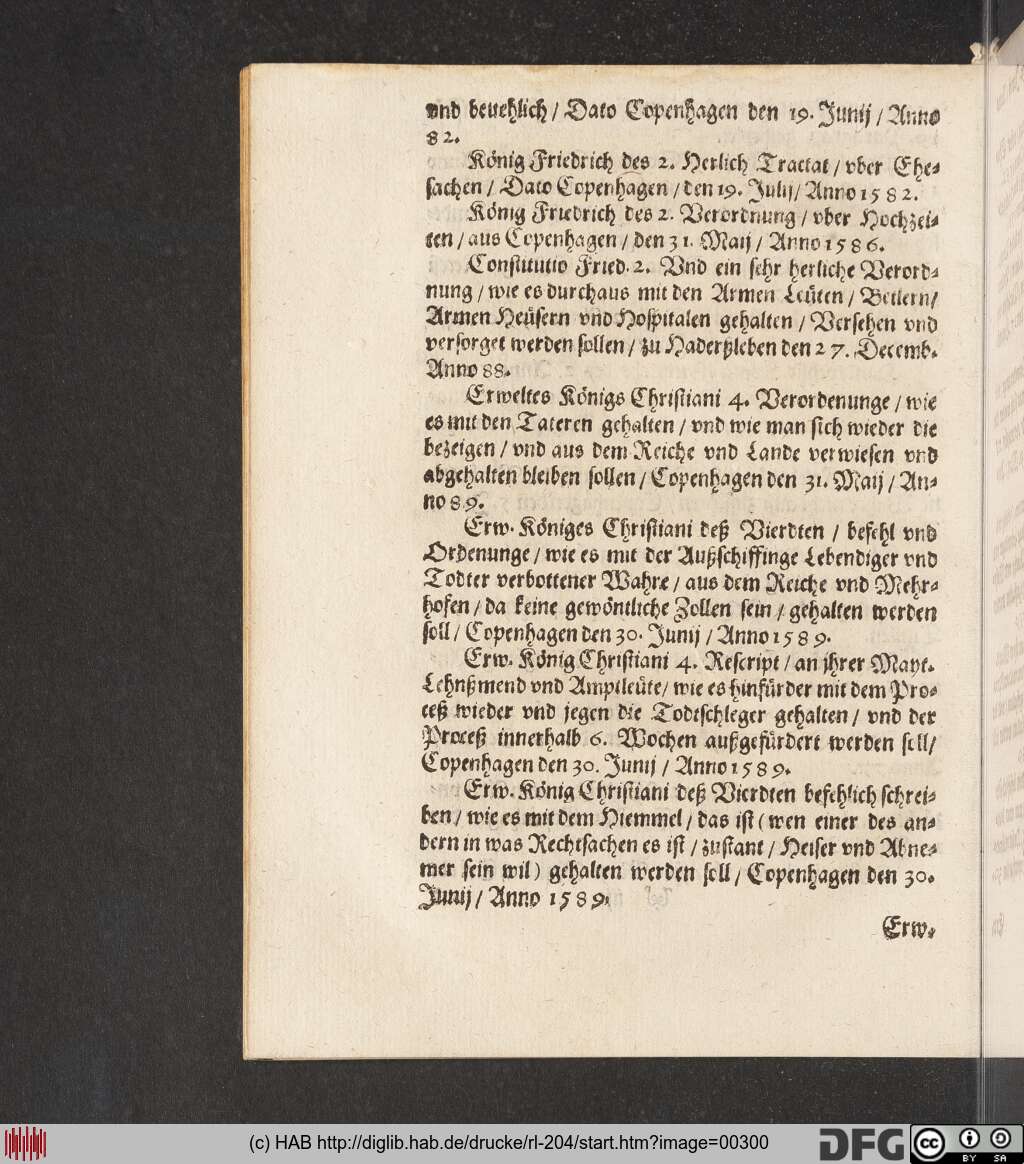 vnd beuehlich / Dato Copenhagen den 19. Junij / Anno
82.
König Friedrich des 2. Herlich Tractat / vber Ehe-
sachen / Dato Copenhagen / den 19. Julij / Anno 1582.
König Friedrich des 2. Verordnung / vber Hochzei-
ten / aus Copenhagen / den 31. Maij / Anno 1586.
Constitutio Fried. 2. Vnd ein sehr herliche Verord-
nung / wie es durchaus mit den Armen Leüten / Betlern /
Armen Heüsern vnd Hospitalen gehalten / Versehen vnd
versorget werden sollen / zu Haderßleben den 27. Decemb.
Anno 88.
Erweltes Königs Christiani 4. Verordenunge / wie
es mit den Tateren gehalten / vnd wie man sich wieder die
bezeigen / vnd aus dem Reiche vnd Lande verwiesen vnd
abgehalten bleiben sollen / Copenhagen den 31. Maij / An-
no 89.
Erw. Königes Christiani deß Vierdten / befehl vnd
Ordenunge / wie es mit der Außschiffinge Lebendiger vnd
Todter verbottener Wahre / aus dem Reiche vnd Mehr-
hofen / da keine gewöntliche Zollen sein / gehalten werden
soll / Copenhagen den 30. Junij / Anno 1589.
Erw. König Christiani 4. Rescript / an jhrer Mayt.
Lehnßmend vnd Amptleüte / wie es hinfürder mit dem Pro-
ceß wieder vnd jegen die Todtschleger gehalten / vnd der
Proceß innerhalb 6. Wochen außgefürdert werden soll /
Copenhagen den 30. Junij / Anno 1589.
Erw. König Christiani deß Vierdten befehlich schrei-
ben / wie es mit dem Hiemmel / das ist (wen einer des an-
dern in was Rechtsachen es ist / zustant / Heiser vnd Abne-
mer sein wil) gehalten werden soll / Copenhagen den 30.
Junij / Anno 1589.
Erw.
(c) HAB http://diglib.hab.de/drucke/rl-204/start.htm?image=00300
DFG
cc BY SA